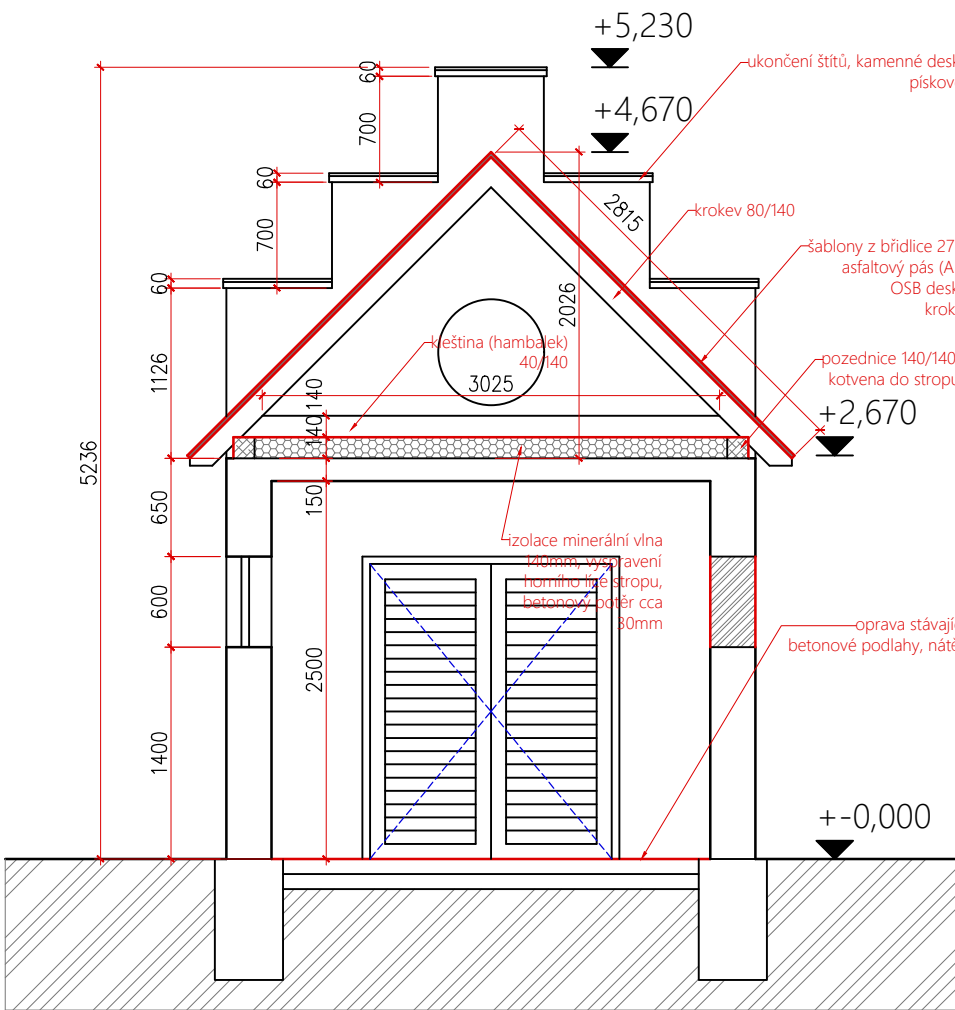 +5,230
ukončení štítů, kamenné desk
pískov
+4,670
60
700
60
700
60
1126
5236
650
600
1400
2815
krokev 80/140
šablony z břidlice 27
asfaltový pás (A
OSB desk
krok
2026
kleština (hambalek)
40/140
3025
140
140
pozednice 140/140
kotvena do stropu
+2,670
150
izolace minerální vlna
140mm, vyspravení
horního líce stropu,
betonový potěr cca
30mm
2500
oprava stávajíc
betonové podlahy, nátě
+-0,000